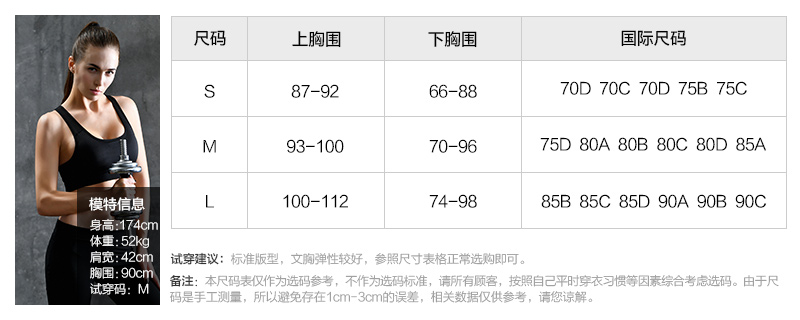 尺码 上胸围 下胸围 国际尺码
S 87-92 66-88 70D 70C 70D 75B 75C
M 93-100 70-96 75D 80A 80B 80C 80D 85A
L 100-112 74-98 85B 85C 85D 90A 90B 90C
模特信息
身高:174cm
体重:52kg
肩宽:42cm
胸围:90cm
试穿码: M
试穿建议: 标准版型，文胸弹性较好，参照尺寸表格正常选购即可。
备注: 本尺码表仅作为选码参考，不作为选码标准，请所有顾客，按照自己平时穿衣习惯等因素综合考虑选码。由于尺
码是手工测量，所以避免存在1cm-3cm的误差，相关数据仅供参考，请您谅解。